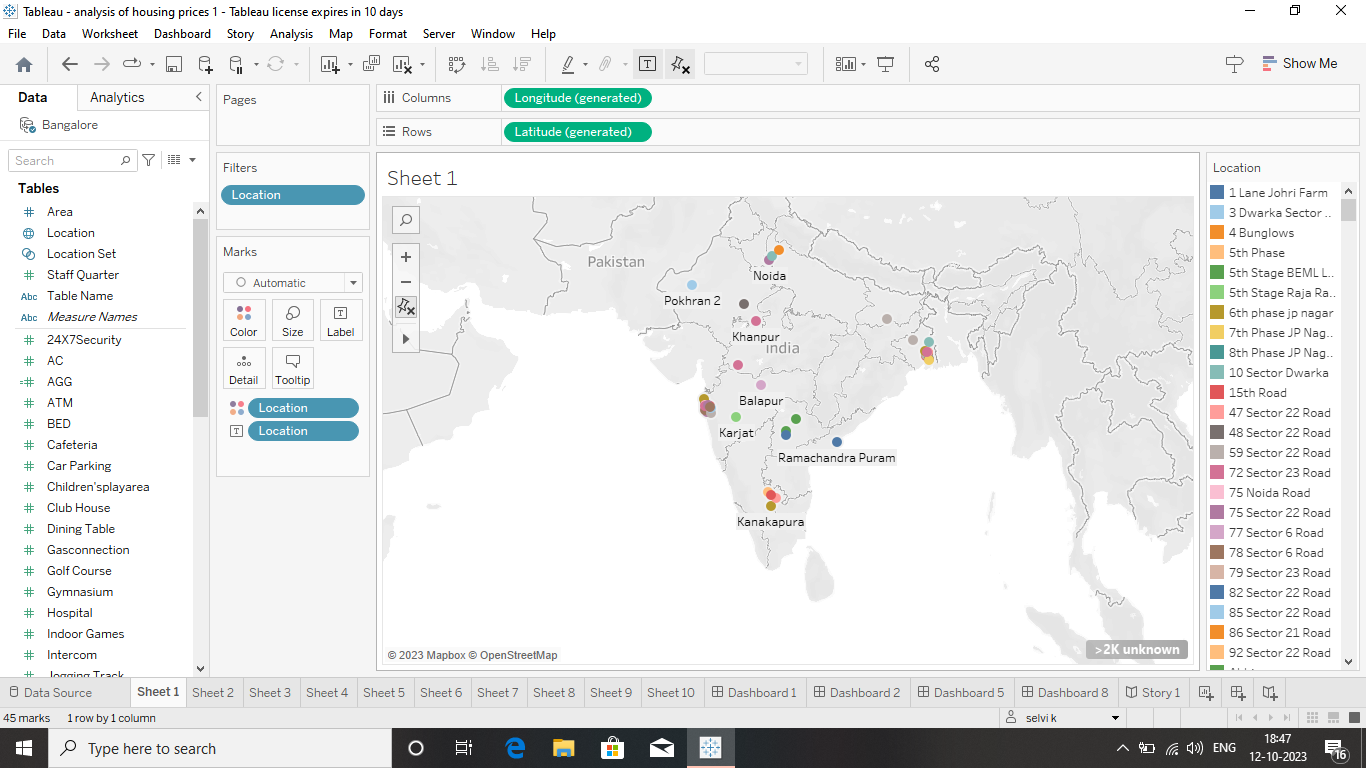 Tableau - analysis of housing prices 1 - Tableau license expires in 10 days
File Data Worksheet Dashboard Story Analysis Map Format Server Window Help
Show Me
Data Analytics
Bangalore
Search
Tables
Area
Location
Location Set
Staff Quarter
Abc Table Name
Abc Measure Names
24X7Security
AC
AGG
ATM
BED
Cafeteria
Car Parking
Children'splayarea
Club House
Dining Table
Gasconnection
Golf Course
Gymnasium
Hospital
Indoor Games
Intercom
Jogging Track
Pages
Filters
Location
Marks
Automatic
Color Size Label
Detail Tooltip
Location
Location
Columns Longitude (generated)
Rows Latitude (generated)
Sheet 1
Pakistan
Noida
Pokhran 2
Khanpur
India
Balapur
Karjat
Ramachandra Puram
Kanakapura
© 2023 Mapbox © OpenStreetMap
>2K unknown
Location
1 Lane Johri Farm
3 Dwarka Sector ..
4 Bunglows
5th Phase
5th Stage BEML L..
5th Stage Raja Ra..
6th phase jp nagar
7th Phase JP Nag..
8th Phase JP Nag..
10 Sector Dwarka
15th Road
47 Sector 22 Road
48 Sector 22 Road
59 Sector 22 Road
72 Sector 23 Road
75 Noida Road
75 Sector 22 Road
77 Sector 6 Road
78 Sector 6 Road
79 Sector 23 Road
82 Sector 22 Road
85 Sector 22 Road
86 Sector 21 Road
92 Sector 22 Road
Data Source Sheet 1 Sheet 2 Sheet 3 Sheet 4 Sheet 5 Sheet 6 Sheet 7 Sheet 8 Sheet 9 Sheet 10 Dashboard 1 Dashboard 2 Dashboard 5 Dashboard 8 Story 1
45 marks 1 row by 1 column selvi k
Type here to search
ENG
18:47
12-10-2023
16